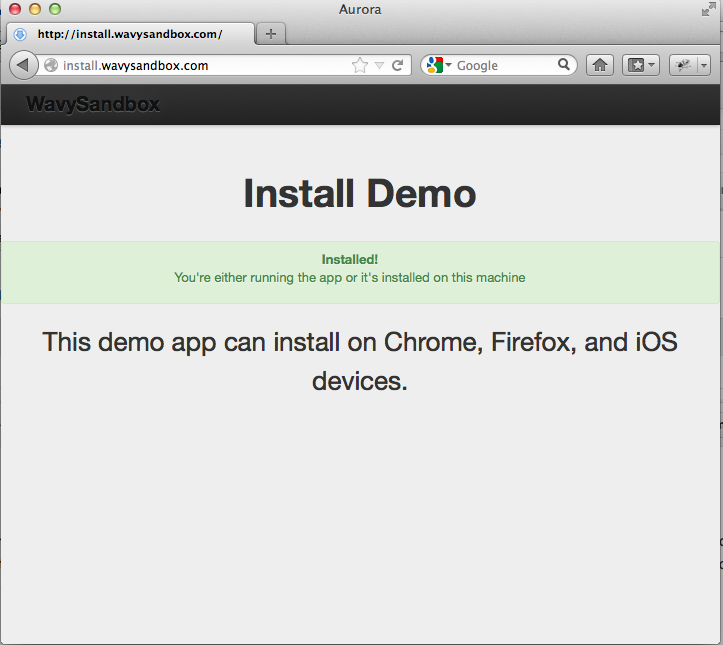 Aurora
http://install.wavysandbox.com/
install.wavysandbox.com
Google
WavySandbox
Install Demo
Installed!
You're either running the app or it's installed on this machine
This demo app can install on Chrome, Firefox, and iOS
devices.